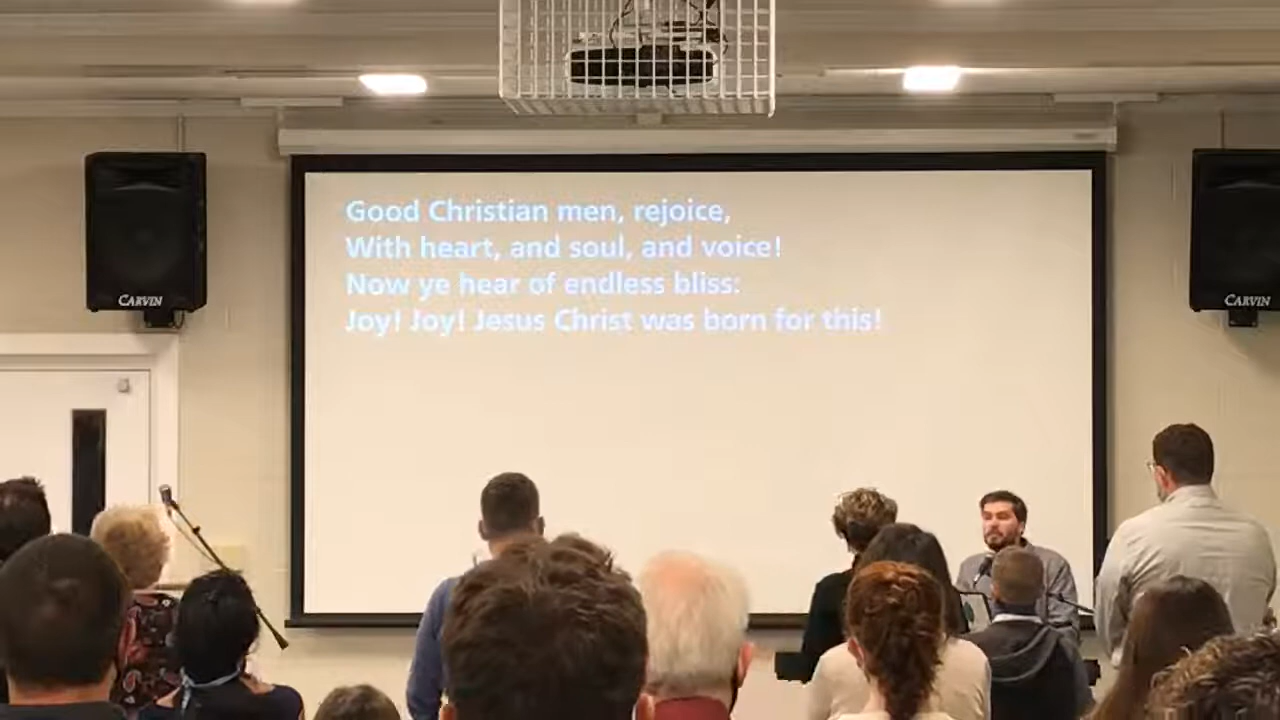 Good Christian men, rejoice,
With heart, and soul, and voice!
Now ye hear of endless bliss:
Joy! Joy! Jesus Christ was born for this!
CARVIN
CARVIN